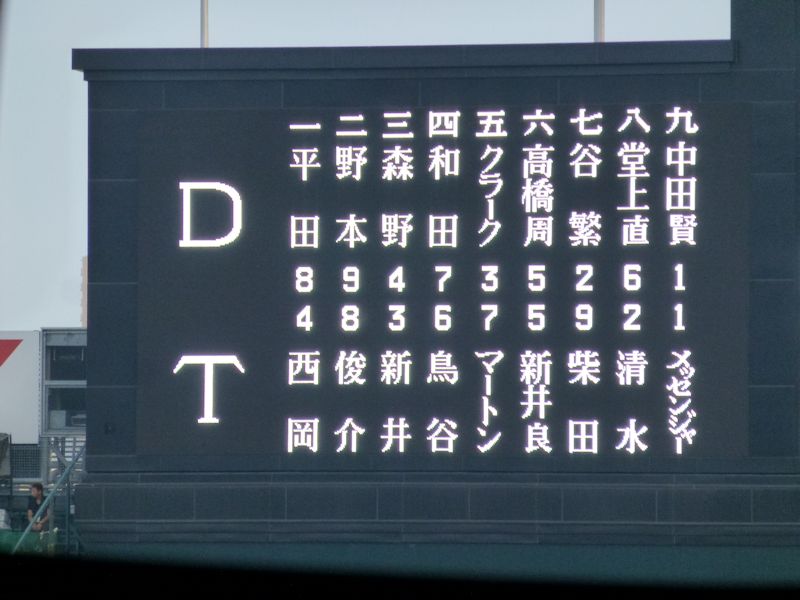 D
T
一 平田 8 4 西岡
二 野本 9 8 俊介
三 森野 4 3 新井
四 和田 7 6 鳥谷
五 クラーク 3 7 マートン
六 高橋周 5 5 新井良
七 谷繁 2 9 柴田
八 堂上直 6 2 清水
九 中田賢 1 1 メッセンジャー